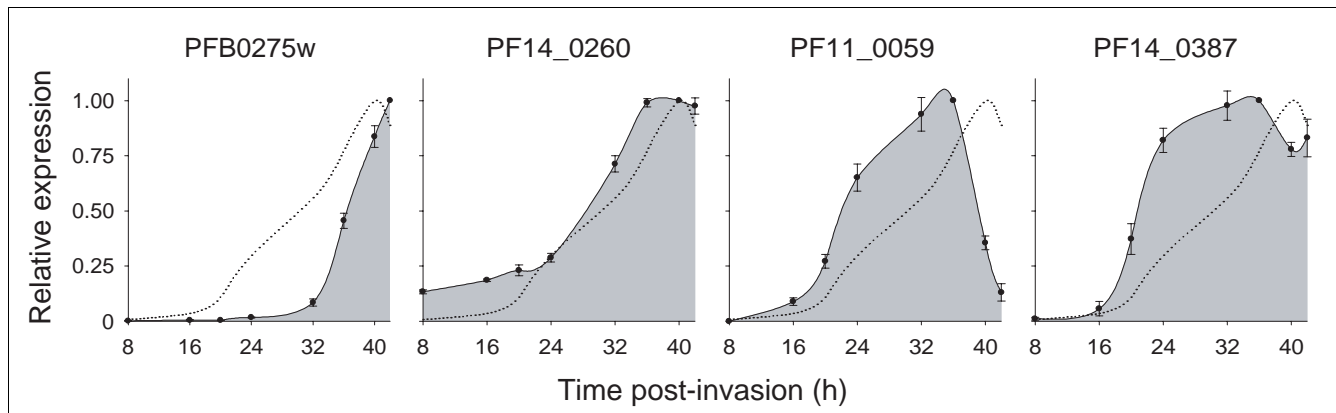 PFB0275w PF14_0260 PF11_0059 PF14_0387
Relative expression
1.00
0.75
0.50
0.25
0
8 16 24 32 40 8 16 24 32 40 8 16 24 32 40 8 16 24 32 40
Time post-invasion (h)